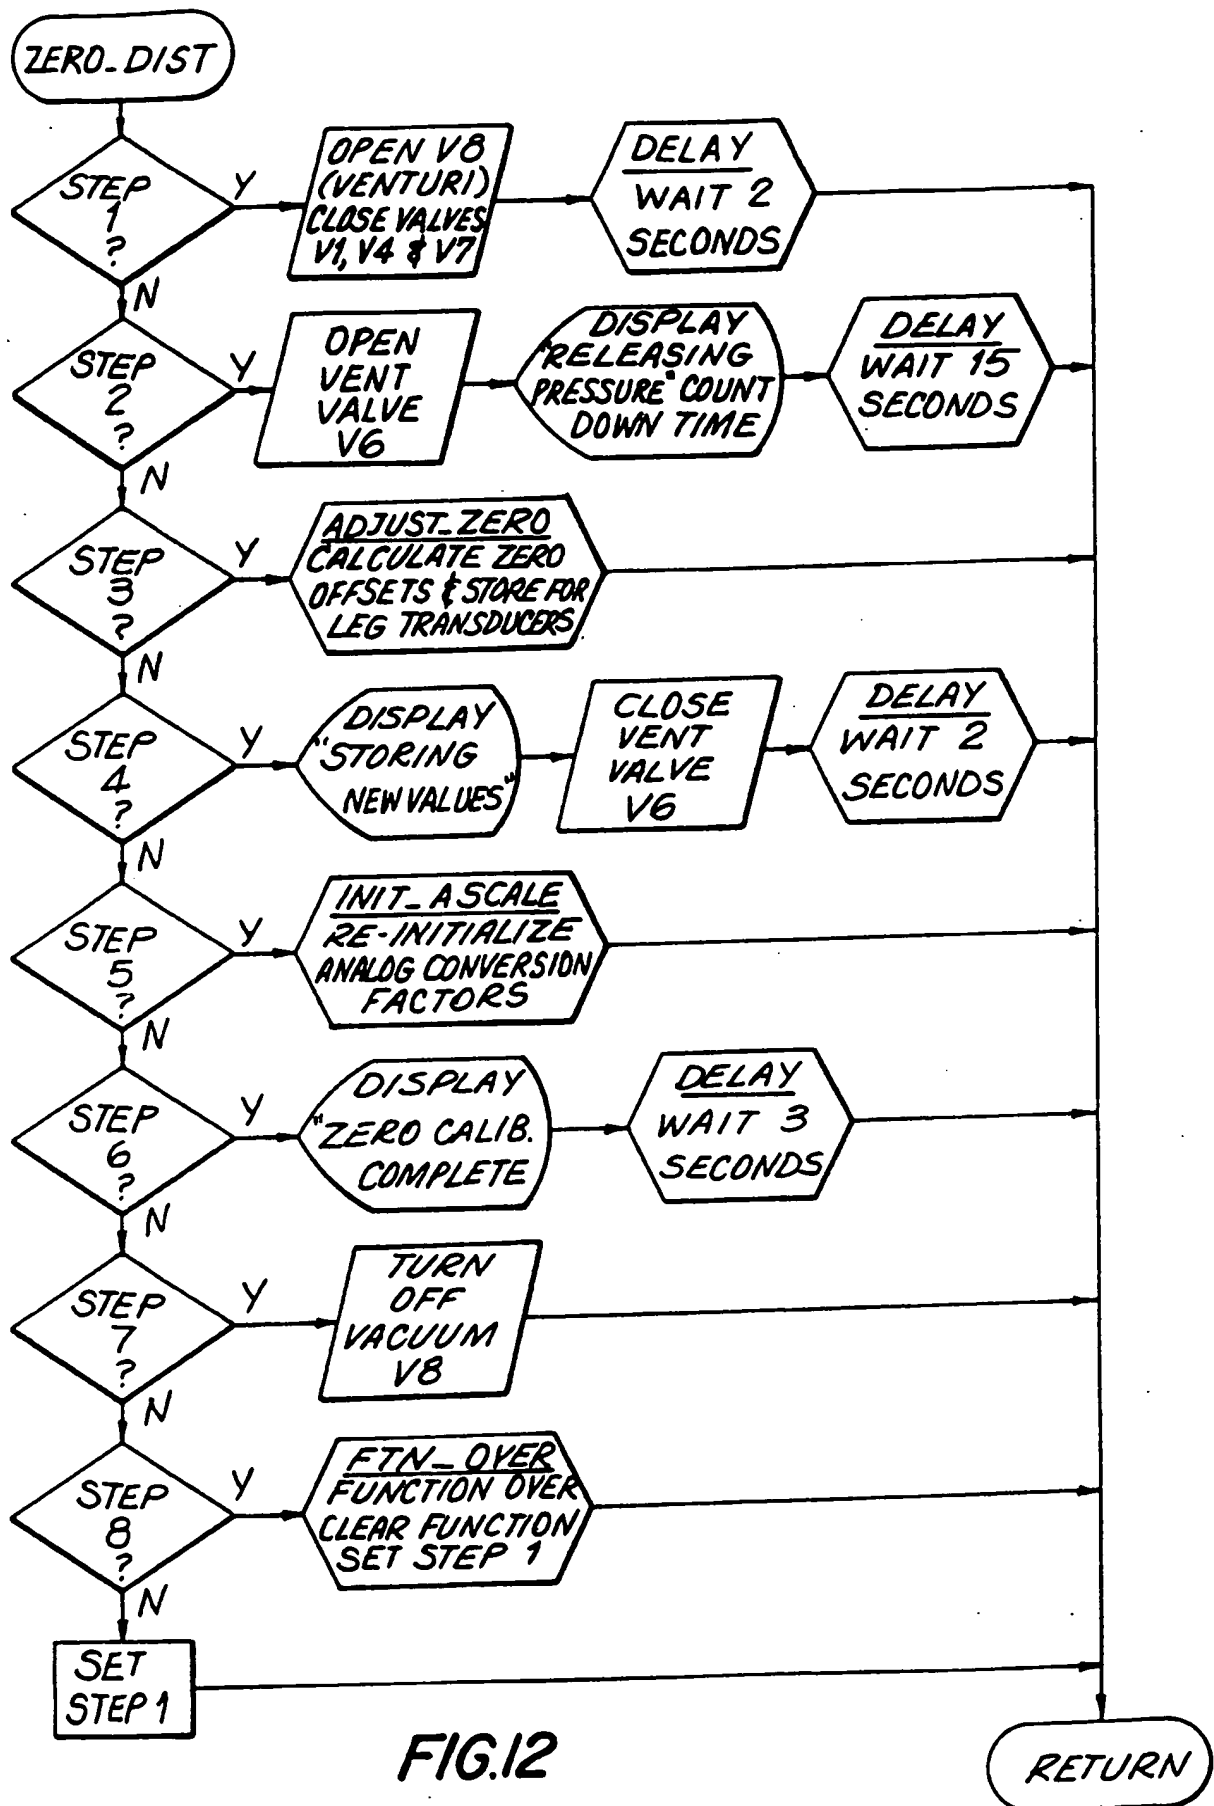 ZERO_DIST
STEP
1
?
Y
OPEN V8
(VENTURI)
CLOSE VALVES
V1, V4 & V7
DELAY
WAIT 2
SECONDS
N
STEP
2
?
Y
OPEN
VENT
VALVE
V6
DISPLAY
"RELEASING
PRESSURE" COUNT
DOWN TIME
DELAY
WAIT 15
SECONDS
N
STEP
3
?
Y
ADJUST_ZERO
CALCULATE ZERO
OFFSETS & STORE FOR
LEG TRANSDUCERS
N
STEP
4
?
Y
DISPLAY
"STORING
NEW VALUES"
CLOSE
VENT
VALVE
V6
DELAY
WAIT 2
SECONDS
N
STEP
5
?
Y
INIT_ASCALE
RE-INITIALIZE
ANALOG CONVERSION
FACTORS
N
STEP
6
?
Y
DISPLAY
"ZERO CALIB.
COMPLETE
DELAY
WAIT 3
SECONDS
N
STEP
7
?
Y
TURN
OFF
VACUUM
V8
N
STEP
8
?
Y
FTN_OVER
FUNCTION OVER
CLEAR FUNCTION
SET STEP 1
N
SET
STEP 1
RETURN
FIG.12